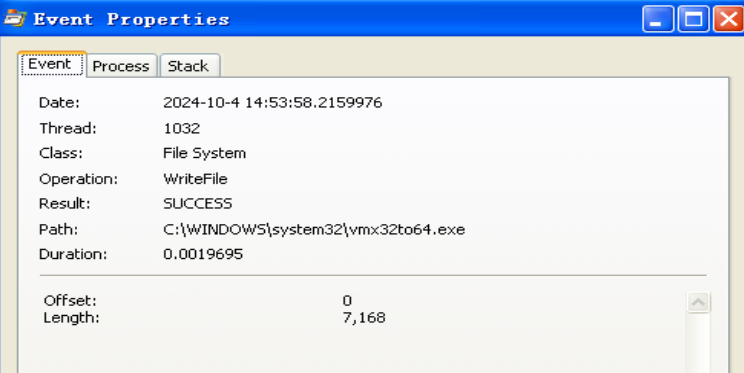 Event Properties
Event Process Stack
Date: 2024-10-4 14:53:58.2159976
Thread: 1032
Class: File System
Operation: WriteFile
Result: SUCCESS
Path: C:\WINDOWS\system32\vmx32to64.exe
Duration: 0.0019695
Offset: 0
Length: 7,168